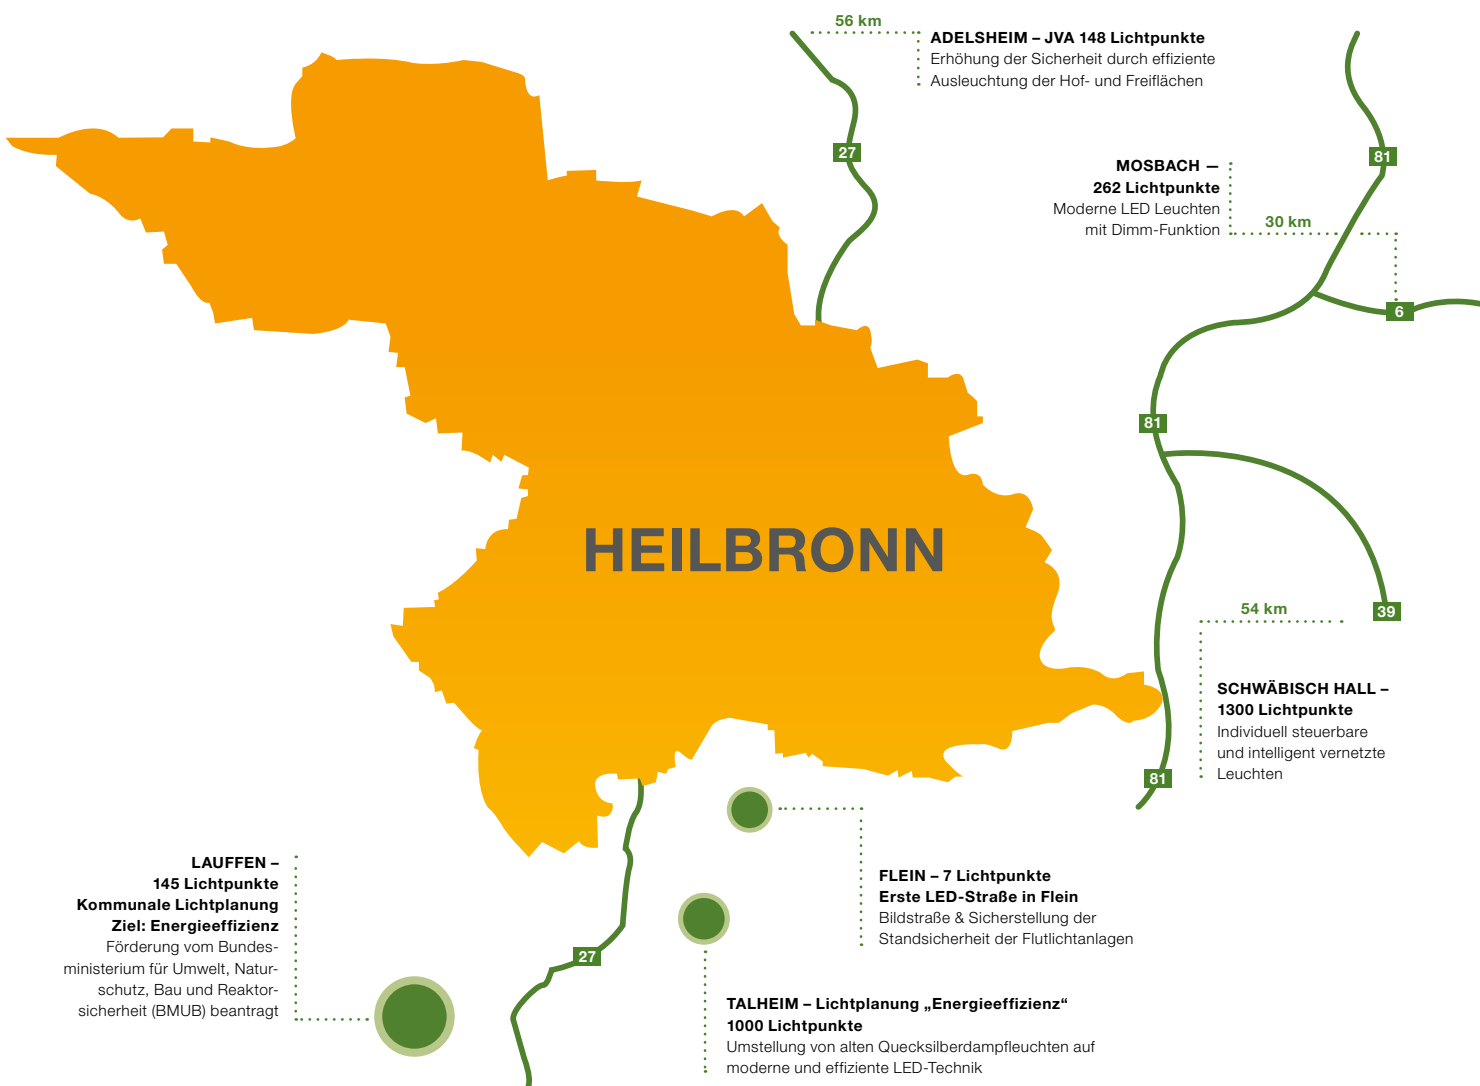 56 km
ADELSHEIM – JVA 148 Lichtpunkte
Erhöhung der Sicherheit durch effiziente
Ausleuchtung der Hof- und Freiflächen
27
81
MOSBACH –
262 Lichtpunkte
Moderne LED Leuchten
mit Dimm-Funktion
30 km
6
81
HEILBRONN
39
54 km
SCHWÄBISCH HALL –
1300 Lichtpunkte
Individuell steuerbare
und intelligent vernetzte
Leuchten
81
LAUFFEN –
145 Lichtpunkte
Kommunale Lichtplanung
Ziel: Energieeffizienz
Förderung vom Bundes-
ministerium für Umwelt, Natur-
schutz, Bau und Reaktor-
sicherheit (BMUB) beantragt
FLEIN – 7 Lichtpunkte
Erste LED-Straße in Flein
Bildstraße & Sicherstellung der
Standsicherheit der Flutlichtanlagen
27
TALHEIM – Lichtplanung „Energieeffizienz“
1000 Lichtpunkte
Umstellung von alten Quecksilberdampfleuchten auf
moderne und effiziente LED-Technik